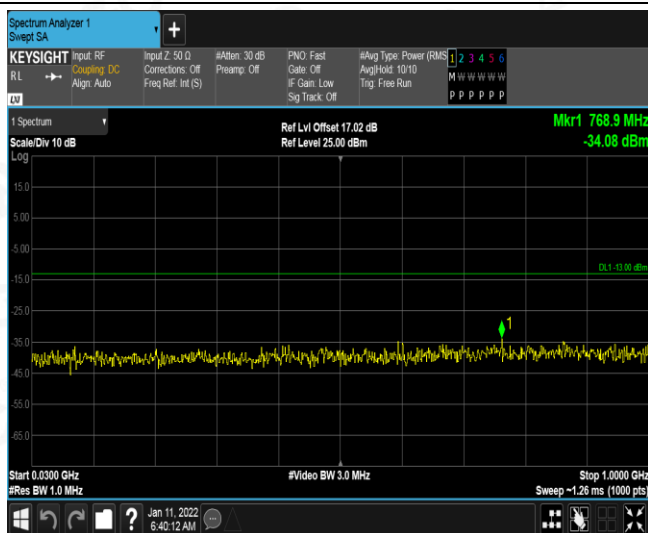 Spectrum Analyzer 1
Swept SA
KEYSIGHT
RL
LXI
Input: RF
Coupling: DC
Align: Auto
Input Z: 50 Ω
Corrections: Off
Freq Ref: Int (S)
#Atten: 30 dB
Preamp: Off
PNO: Fast
Gate: Off
IF Gain: Low
Sig Track: Off
#Avg Type: Power (RMS
Avg|Hold: 10/10
Trig: Free Run
1 2 3 4 5 6
M W W W W W
P P P P P P
1 Spectrum
Scale/Div 10 dB
Ref Lvl Offset 17.02 dB
Ref Level 25.00 dBm
Mkr1 768.9 MHz
-34.08 dBm
Log
15.0
5.00
-5.00
DL1 -13.00 dBm
-15.0
-25.0
1
-35.0
-45.0
-55.0
-65.0
Start 0.0300 GHz
#Video BW 3.0 MHz
Stop 1.0000 GHz
#Res BW 1.0 MHz
Sweep ~1.26 ms (1000 pts)
Jan 11, 2022
6:40:12 AM